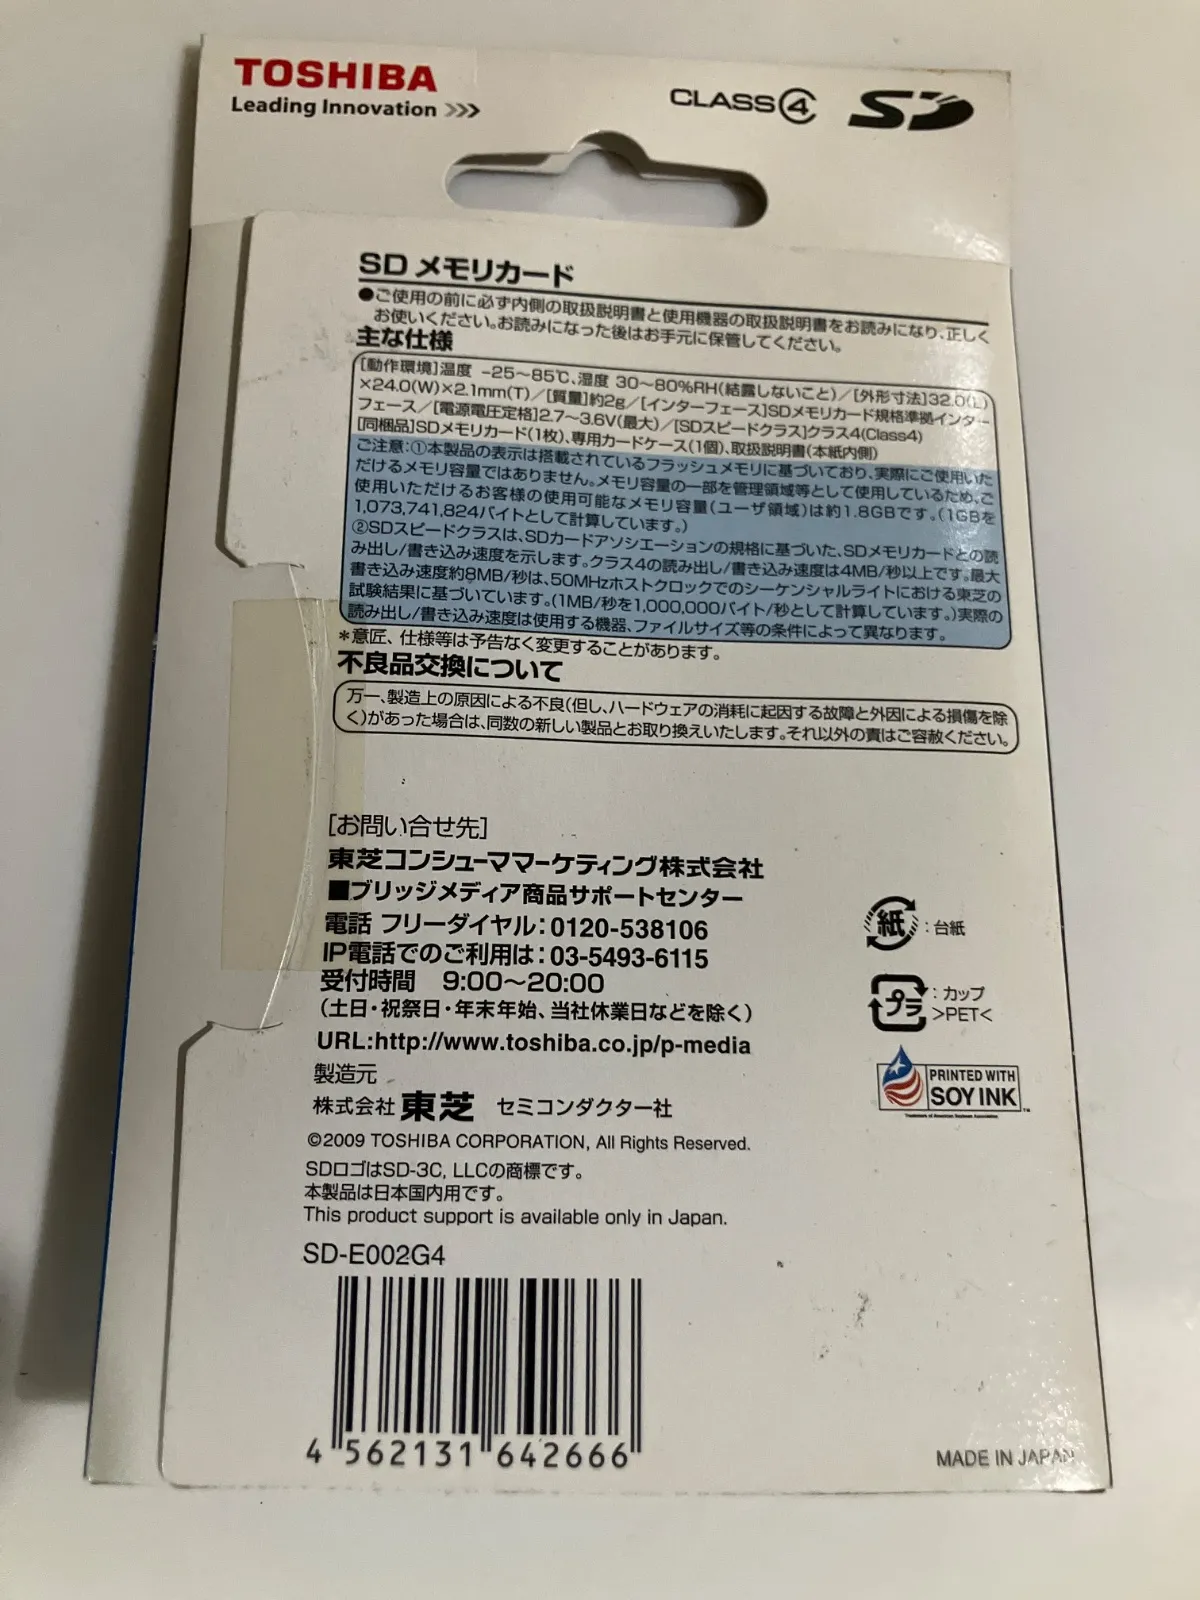 TOSHIBA
Leading Innovation >>>
CLASS④ SD
SD メモリカード
●ご使用の前に必ず内側の取扱説明書と使用機器の取扱説明書をお読みになり、正しく
お使いください。お読みになった後はお手元に保管してください。
主な仕様
[動作環境]温度 -25～85℃、湿度 30～80%RH(結露しないこと)／[外形寸法]32.0(L)
×24.0(W)×2.1mm(T)／[質量]約2g／[インターフェース]SDメモリカード規格準拠インター
フェース／[電源電圧定格]2.7～3.6V(最大)／[SDスピードクラス]クラス4(Class4)
[同梱品]SDメモリカード(1枚)、専用カードケース(1個)、取扱説明書(本紙内側)
ご注意:①本製品の表示は搭載されているフラッシュメモリに基づいており、実際にご使用いた
だけるメモリ容量ではありません。メモリ容量の一部を管理領域等として使用しているため、ご
使用いただけるお客様の使用可能なメモリ容量(ユーザ領域)は約1.8GBです。(1GBを
1,073,741,824バイトとして計算しています。)
②SDスピードクラスは、SDカードアソシエーションの規格に基づいた、SDメモリカードとの読
み出し/書き込み速度を示します。クラス4の読み出し/書き込み速度は4MB/秒以上です。最大
書き込み速度約8MB/秒は、50MHzホストクロックでのシーケンシャルライトにおける東芝の
試験結果に基づいています。(1MB/秒を1,000,000バイト/秒として計算しています。)実際の
読み出し/書き込み速度は使用する機器、ファイルサイズ等の条件によって異なります。
＊意匠、仕様等は予告なく変更することがあります。
不良品交換について
万一、製造上の原因による不良(但し、ハードウェアの消耗に起因する故障と外因による損傷を除
く)があった場合は、同数の新しい製品とお取り換えいたします。それ以外の責はご容赦ください。
[お問い合せ先]
東芝コンシューママーケティング株式会社
■ブリッジメディア商品サポートセンター
電話 フリーダイヤル:0120-538106
IP電話でのご利用は:03-5493-6115
受付時間 9:00～20:00
(土日・祝祭日・年末年始、当社休業日などを除く)
URL:http://www.toshiba.co.jp/p-media
紙:台紙
プラ:カップ
>PET<
PRINTED WITH
SOY INK™
Trademark of American Soybean Association
製造元
株式会社 東芝 セミコンダクター社
©2009 TOSHIBA CORPORATION, All Rights Reserved.
SDロゴはSD-3C, LLCの商標です。
本製品は日本国内用です。
This product support is available only in Japan.
SD-E002G4
4 562131 642666
MADE IN JAPAN